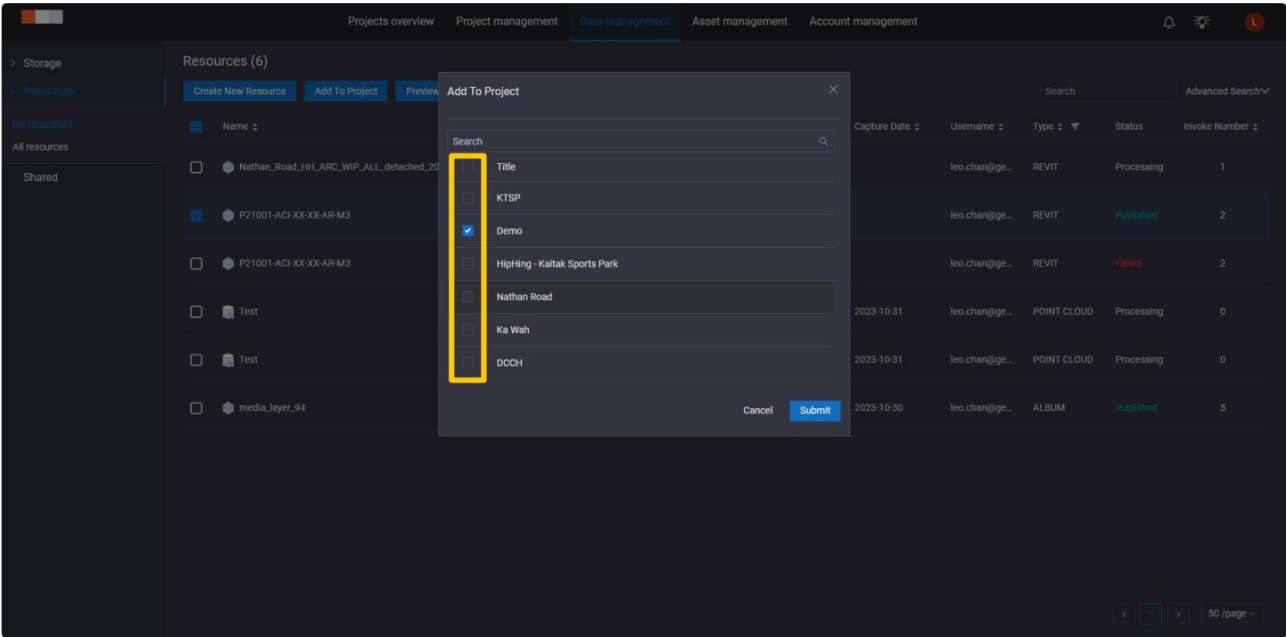 Projects overview Project management Data management Asset management Account management L
Storage
Resources
My Resources
All resources
Shared
Resources (6)
Create New Resource Add To Project Preview Search Advanced Search
Name Capture Date Username Type Status Invoke Number
Nathan_Road_HH_ARC_WIP_ALL_detached_20 leo.chan@ge... REVIT Processing 1
P21001-ACI-XX-XX-AR-M3 leo.chan@ge... REVIT Published 2
P21001-ACI-XX-XX-AR-M3 leo.chan@ge... REVIT Failed 2
Test 2023-10-31 leo.chan@ge... POINT CLOUD Processing 0
Test 2023-10-31 leo.chan@ge... POINT CLOUD Processing 0
media_layer_94 2023-10-30 leo.chan@ge... ALBUM Published 5
Add To Project
Search
Title
KTSP
Demo
HipHing - Kaitak Sports Park
Nathan Road
Ka Wah
DCCH
Cancel Submit
1 50 /page